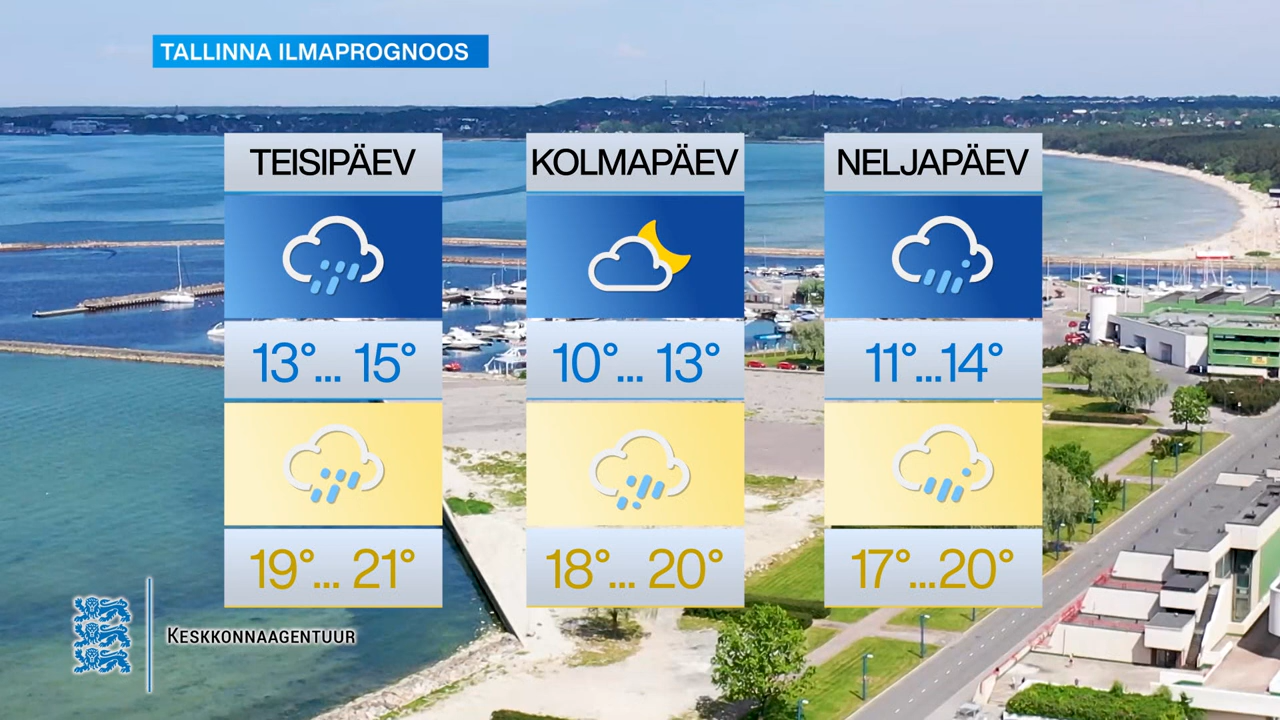 TALLINNA ILMAPROGNOOS
TEISIPÄEV
13°... 15°
19°... 21°
KOLMAPÄEV
10°... 13°
18°... 20°
NELJAPÄEV
11°...14°
17°...20°
KESKKONNAAGENTUUR